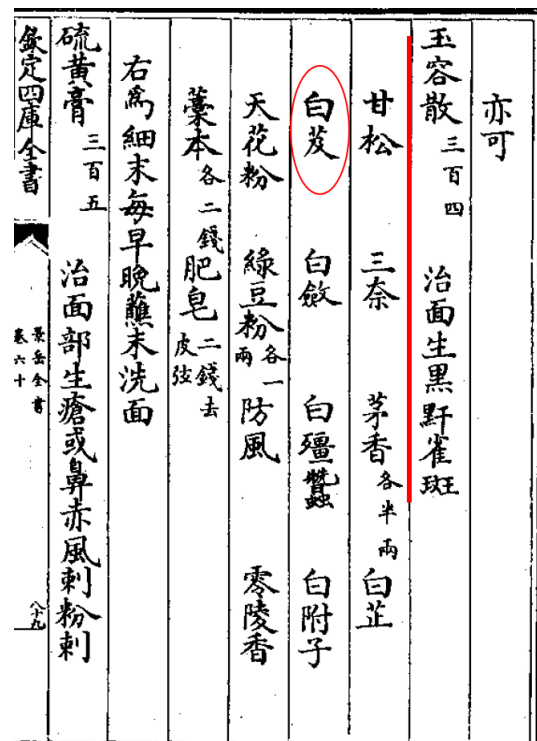 亦可
玉容散 三百四 治面生黑䵟雀斑
甘松 三奈 茅香 各半兩 白芷
白芨 白斂 白殭蠶 白附子
天花粉 綠豆粉 各一兩 防風 零陵香
藁本 各二錢 肥皂 二錢去皮弦
右爲細末每早晩蘸末洗面
硫黃膏 三百五 治面部生瘡或鼻赤風刺粉刺
欽定四庫全書 景岳全書 卷六十 八十九